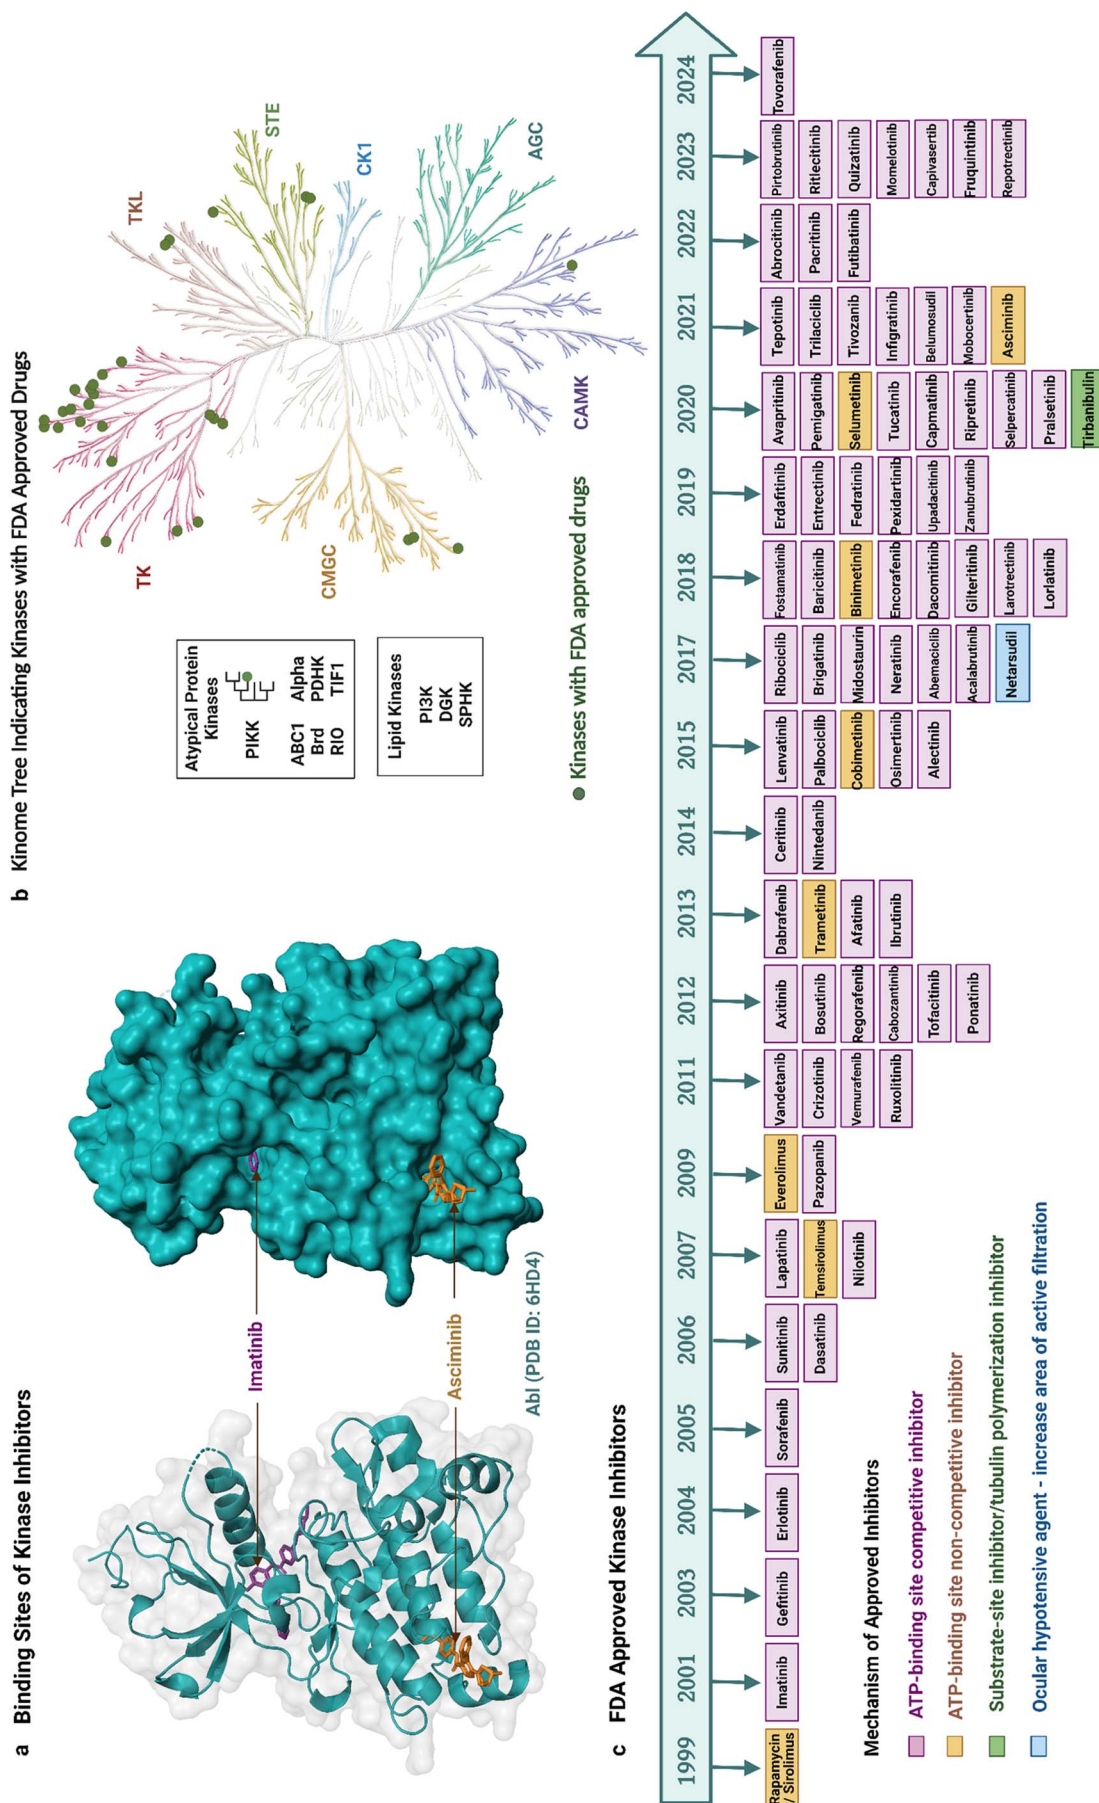 a Binding Sites of Kinase Inhibitors
Imatinib
Asciminib
Abl (PDB ID: 6HD4)
b Kinome Tree Indicating Kinases with FDA Approved Drugs
Atypical Protein
Kinases
PIKK
ABC1 Alpha
Brd PDHK
RIO TIF1
Lipid Kinases
PI3K
DGK
SPHK
TK
TKL
STE
CK1
AGC
CAMK
CMGC
Kinases with FDA approved drugs
c FDA Approved Kinase Inhibitors
1999
Rapamycin
/ Sirolimus
2001
Imatinib
2003
Gefitinib
2004
Erlotinib
2005
Sorafenib
2006
Sunitinib
Dasatinib
2007
Lapatinib
Temsirolimus
Nilotinib
2009
Everolimus
Pazopanib
2011
Vandetanib
Crizotinib
Vemurafenib
Ruxolitinib
2012
Axitinib
Bosutinib
Regorafenib
Cabozantinib
Tofacitinib
Ponatinib
2013
Dabrafenib
Trametinib
Afatinib
Ibrutinib
2014
Ceritinib
Nintedanib
2015
Lenvatinib
Palbociclib
Cobimetinib
Osimertinib
Alectinib
2017
Ribociclib
Brigatinib
Midostaurin
Neratinib
Abemaciclib
Acalabrutinib
Netarsudil
2018
Fostamatinib
Baricitinib
Binimetinib
Encorafenib
Dacomitinib
Gilteritinib
Larotrectinib
Lorlatinib
2019
Erdafitinib
Entrectinib
Fedratinib
Pexidartinib
Upadacitinib
Zanubrutinib
2020
Avapritinib
Pemigatinib
Selumetinib
Tucatinib
Capmatinib
Ripretinib
Selpercatinib
Pralsetinib
Tirbanibulin
2021
Tepotinib
Trilaciclib
Tivozanib
Infigratinib
Belumosudil
Mobocertinib
Asciminib
2022
Abrocitinib
Pacritinib
Futibatinib
2023
Pirtobrutinib
Ritlecitinib
Quizatinib
Momelotinib
Capivasertib
Fruquintinib
Repotrectinib
2024
Tovorafenib
Mechanism of Approved Inhibitors
ATP-binding site competitive inhibitor
ATP-binding site non-competitive inhibitor
Substrate-site inhibitor/tubulin polymerization inhibitor
Ocular hypotensive agent - increase area of active filtration